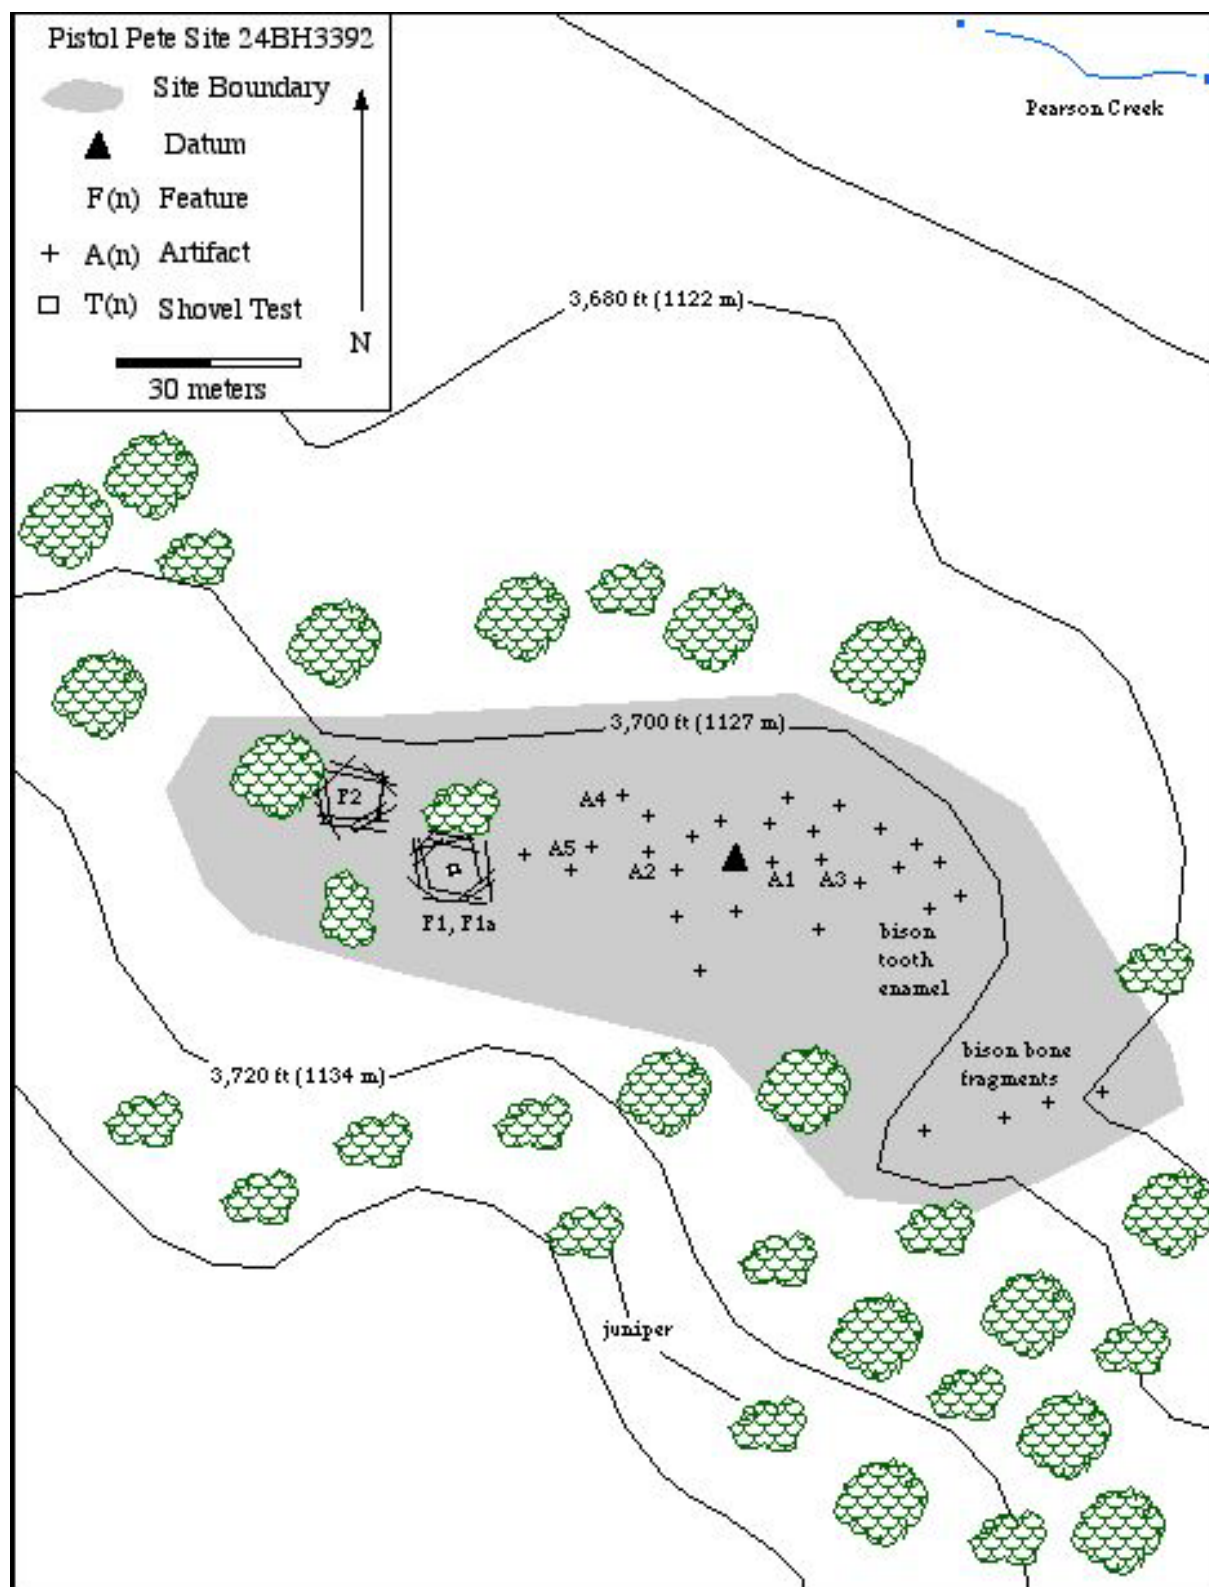 Pistol Pete Site 24BH3392
Site Boundary
Datum
F(n) Feature
A(n) Artifact
T(n) Shovel Test
N
30 meters
Pearson Creek
3,680 ft (1122 m)
3,700 ft (1127 m)
F2
A4
A5
A2
A1
A3
F1, F1a
bison
tooth
enamel
bison bone
fragments
3,720 ft (1134 m)
juniper